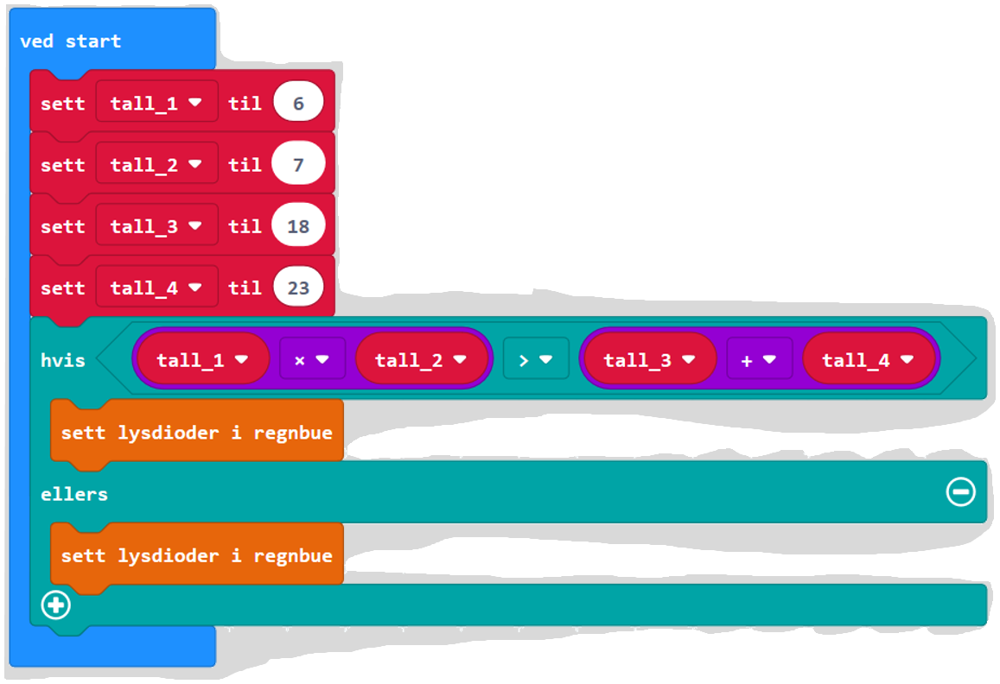 ved start
sett tall_1 til 6
sett tall_2 til 7
sett tall_3 til 18
sett tall_4 til 23
hvis tall_1 × tall_2 > tall_3 + tall_4
sett lysdioder i regnbue
ellers
sett lysdioder i regnbue